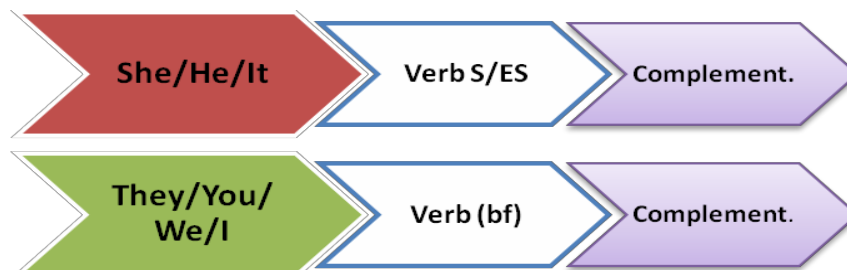 She/He/It
Verb S/ES
Complement.
They/You/
We/I
Verb (bf)
Complement.